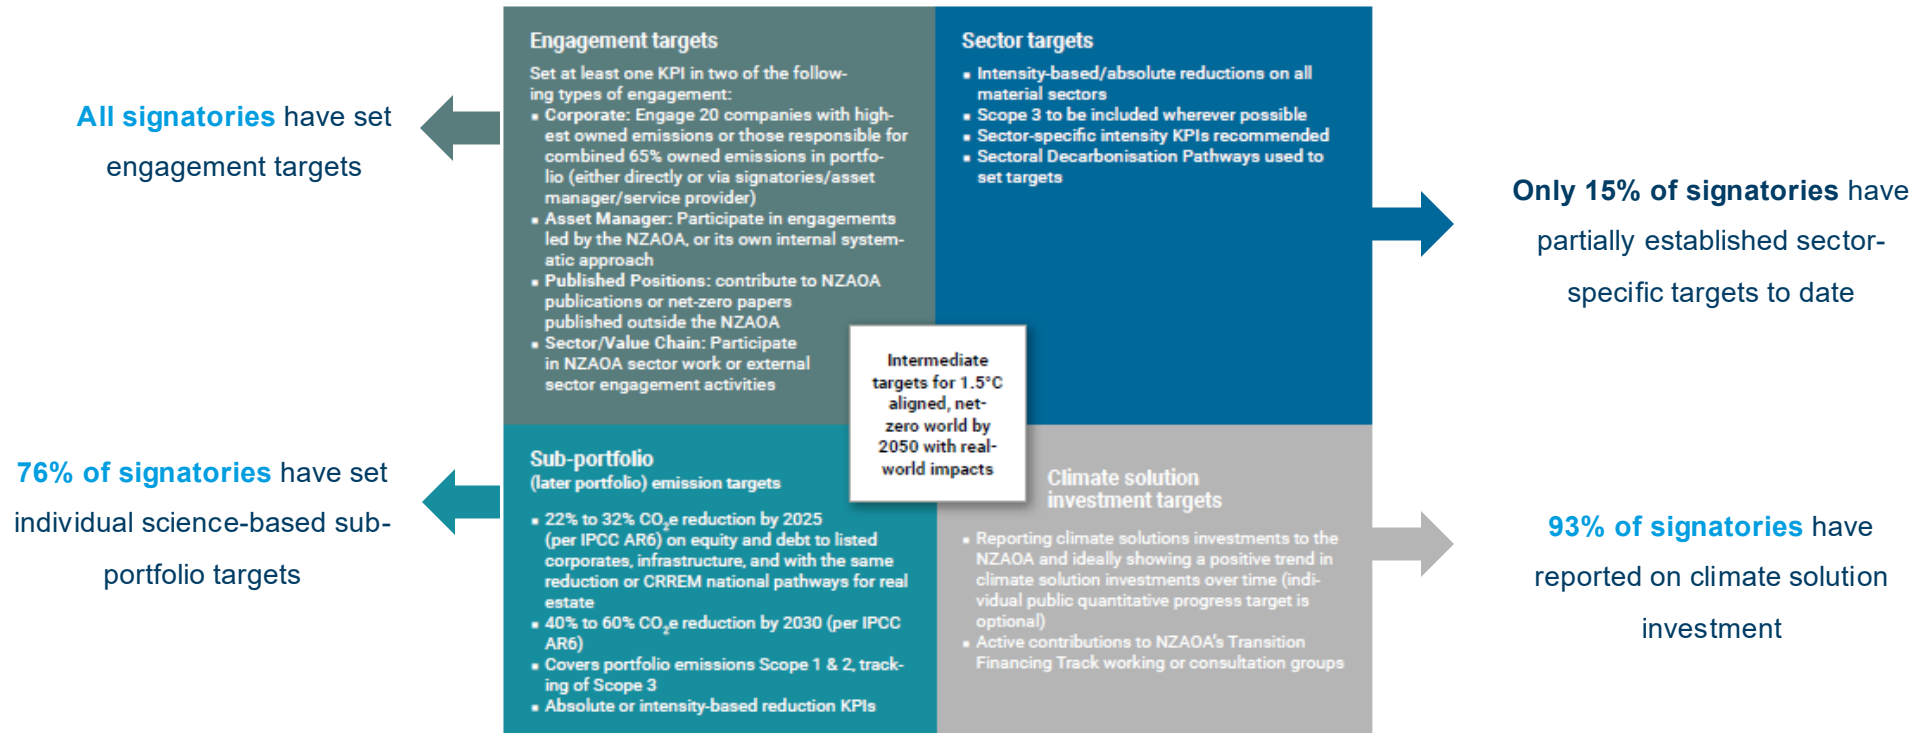 All signatories have set
engagement targets
76% of signatories have set
individual science-based sub-
portfolio targets
Engagement targets
Set at least one KPI in two of the follow-
ing types of engagement:
▪ Corporate: Engage 20 companies with high-
est owned emissions or those responsible for
combined 65% owned emissions in portfo-
lio (either directly or via signatories/asset
manager/service provider)
▪ Asset Manager: Participate in engagements
led by the NZAOA, or its own internal system-
atic approach
▪ Published Positions: contribute to NZAOA
publications or net-zero papers
published outside the NZAOA
▪ Sector/Value Chain: Participate
in NZAOA sector work or external
sector engagement activities
Sector targets
▪ Intensity-based/absolute reductions on all
material sectors
▪ Scope 3 to be included wherever possible
▪ Sector-specific intensity KPIs recommended
▪ Sectoral Decarbonisation Pathways used to
set targets
Intermediate
targets for 1.5°C
aligned, net-
zero world by
2050 with real-
world impacts
Sub-portfolio
(later portfolio) emission targets
▪ 22% to 32% CO₂e reduction by 2025
(per IPCC AR6) on equity and debt to listed
corporates, infrastructure, and with the same
reduction or CRREM national pathways for real
estate
▪ 40% to 60% CO₂e reduction by 2030 (per IPCC
AR6)
▪ Covers portfolio emissions Scope 1 & 2, track-
ing of Scope 3
▪ Absolute or intensity-based reduction KPIs
Climate solution
investment targets
▪ Reporting climate solutions investments to the
NZAOA and ideally showing a positive trend in
climate solution investments over time (indi-
vidual public quantitative progress target is
optional)
▪ Active contributions to NZAOA's Transition
Financing Track working or consultation groups
Only 15% of signatories have
partially established sector-
specific targets to date
93% of signatories have
reported on climate solution
investment